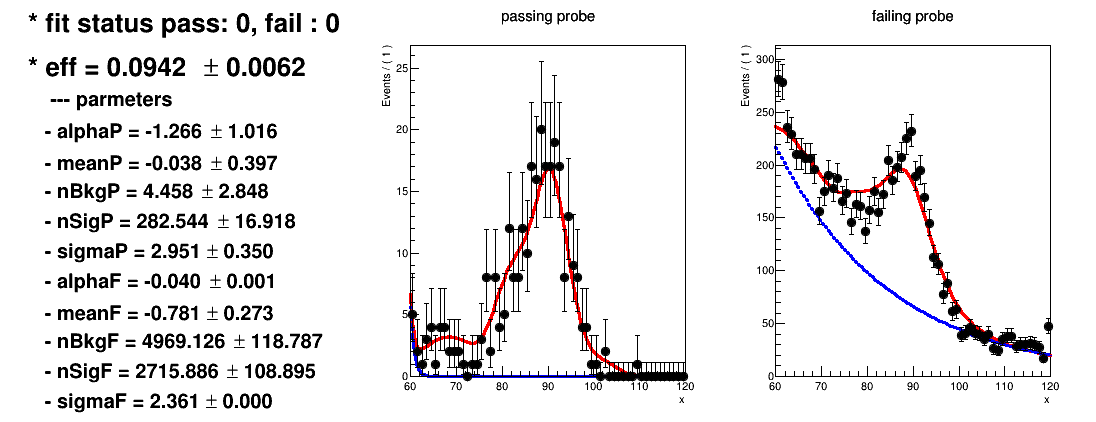 * fit status pass: 0, fail : 0
* eff = 0.0942 ± 0.0062
--- parmeters
- alphaP = -1.266 ± 1.016
- meanP = -0.038 ± 0.397
- nBkgP = 4.458 ± 2.848
- nSigP = 282.544 ± 16.918
- sigmaP = 2.951 ± 0.350
- alphaF = -0.040 ± 0.001
- meanF = -0.781 ± 0.273
- nBkgF = 4969.126 ± 118.787
- nSigF = 2715.886 ± 108.895
- sigmaF = 2.361 ± 0.000
passing probe
Events / ( 1 )
25
20
15
10
5
0
60 70 80 90 100 110 120
x
failing probe
Events / ( 1 )
300
250
200
150
100
50
0
60 70 80 90 100 110 120
x